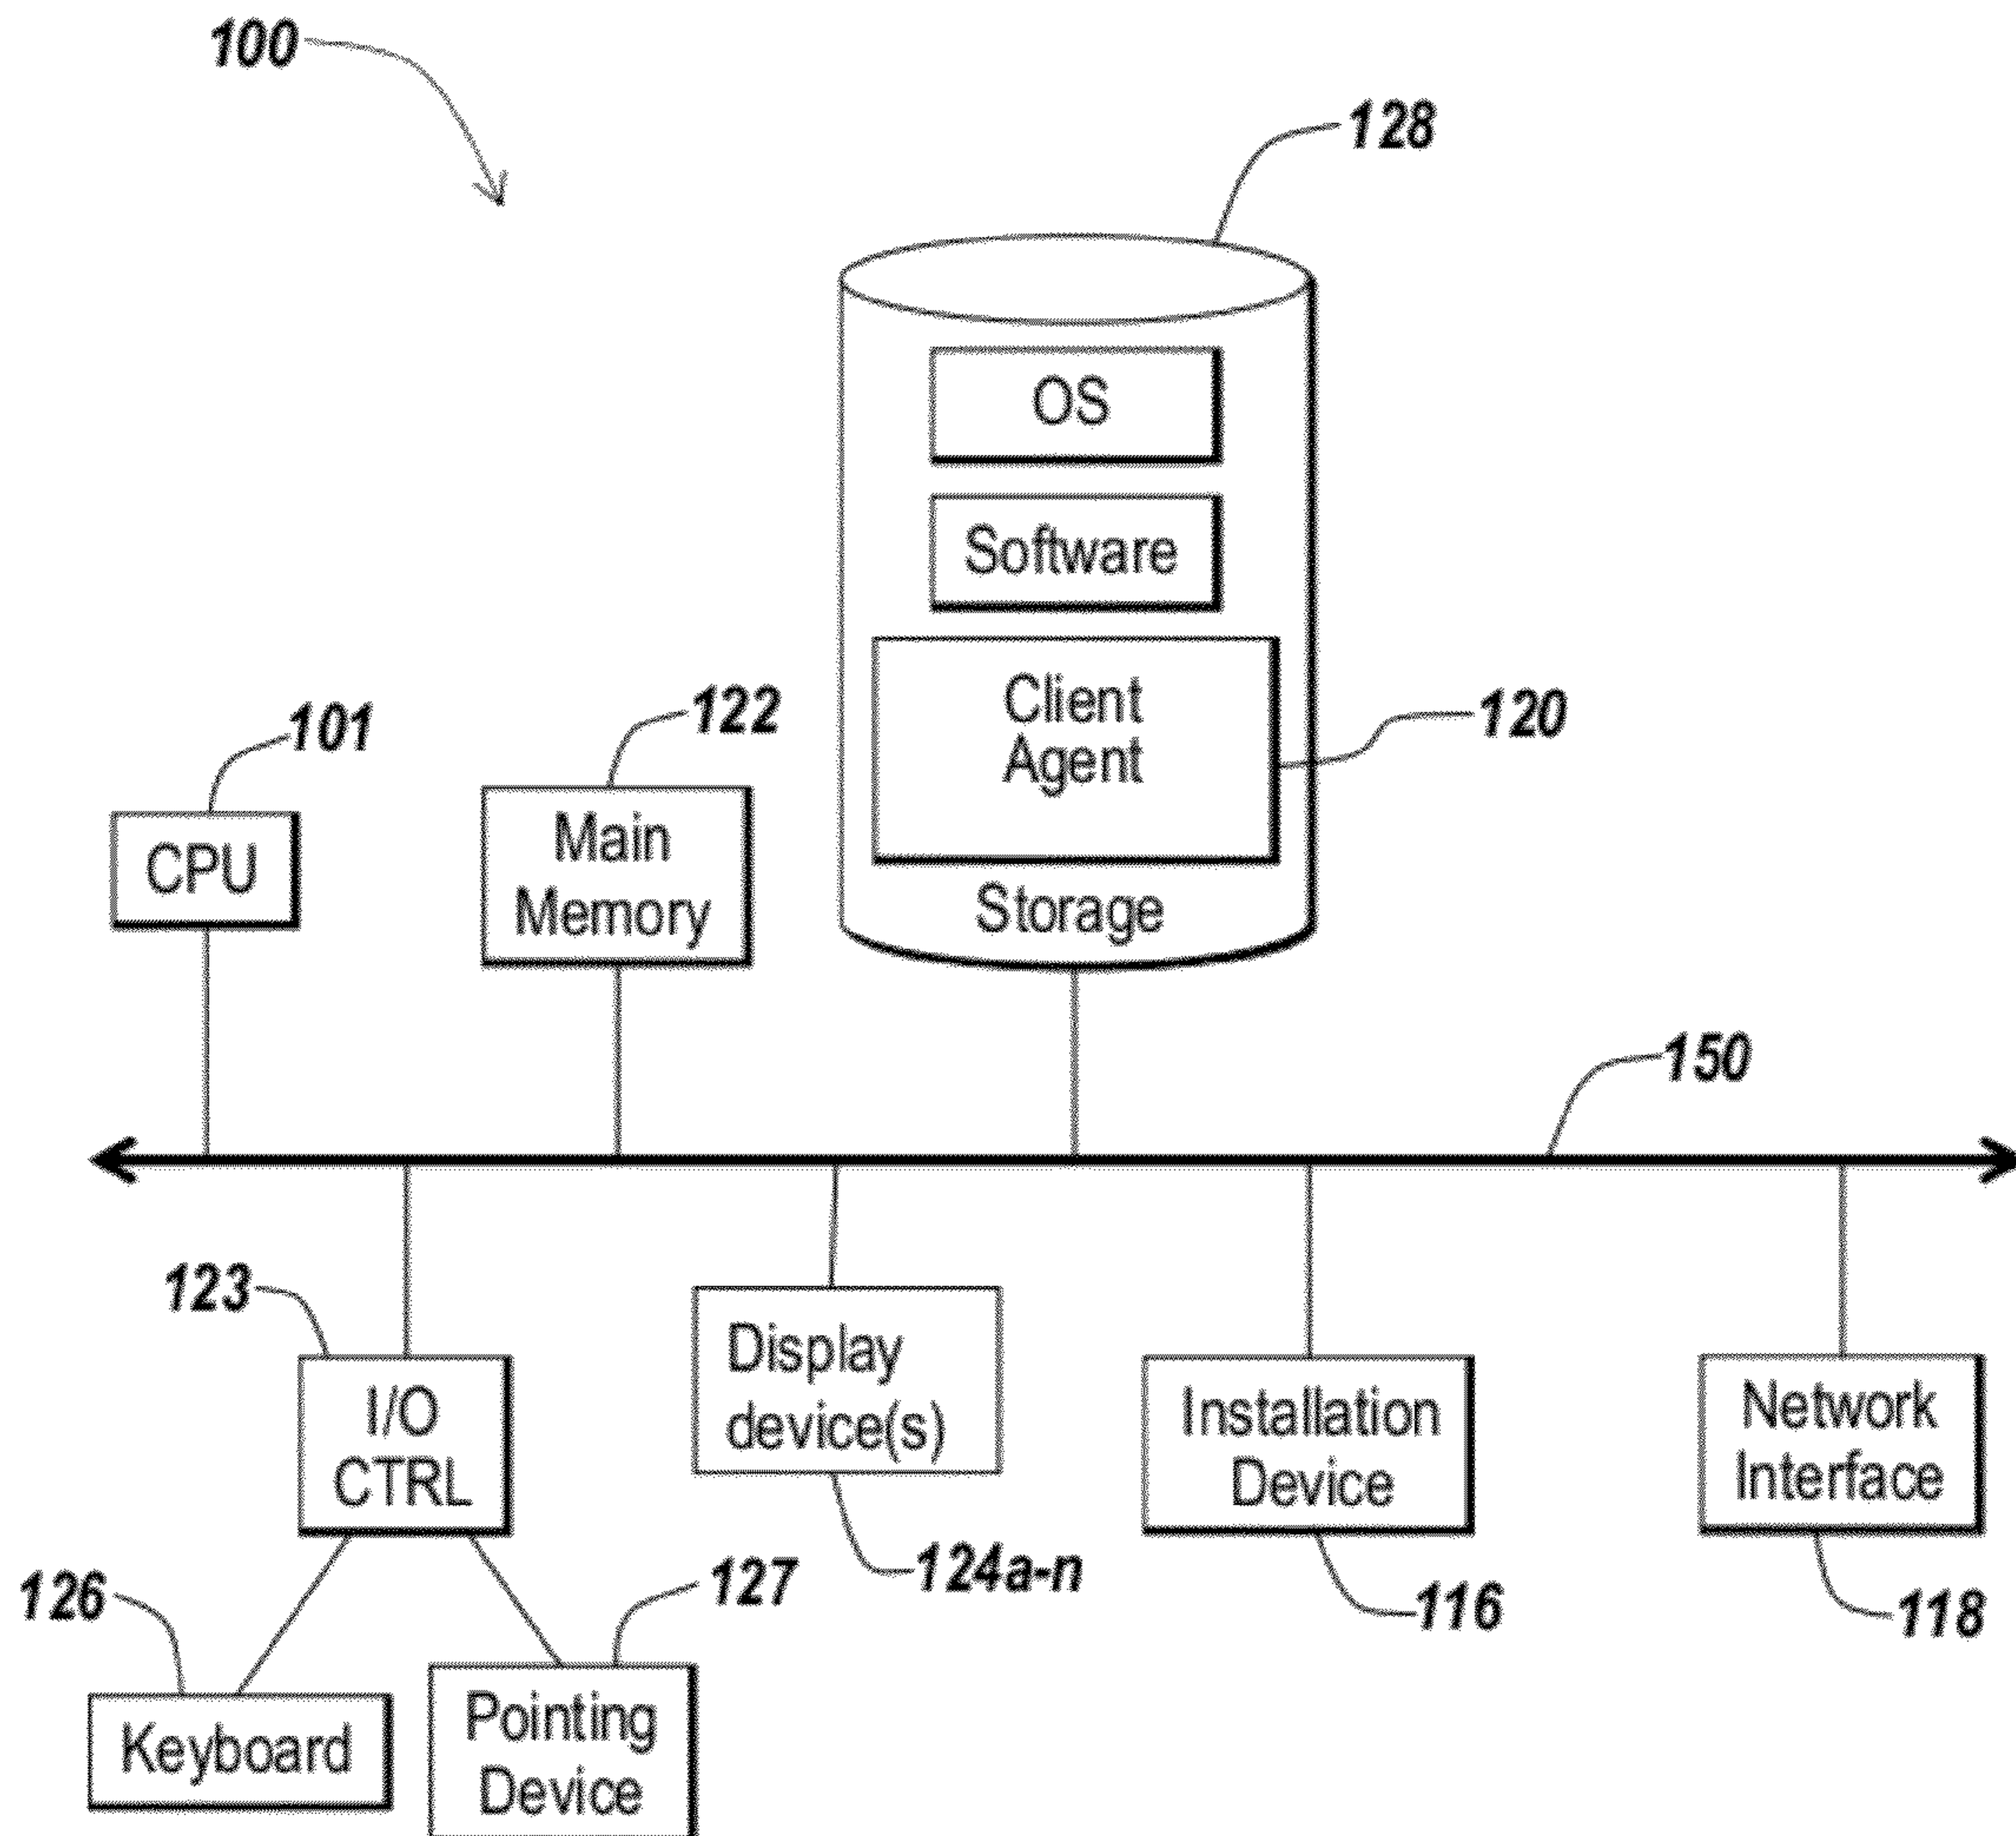 100
128
OS
Software
Client
Agent
120
Storage
101
CPU
122
Main
Memory
150
123
I/O
CTRL
Display
device(s)
124a-n
Installation
Device
116
Network
Interface
118
126
Keyboard
127
Pointing
Device